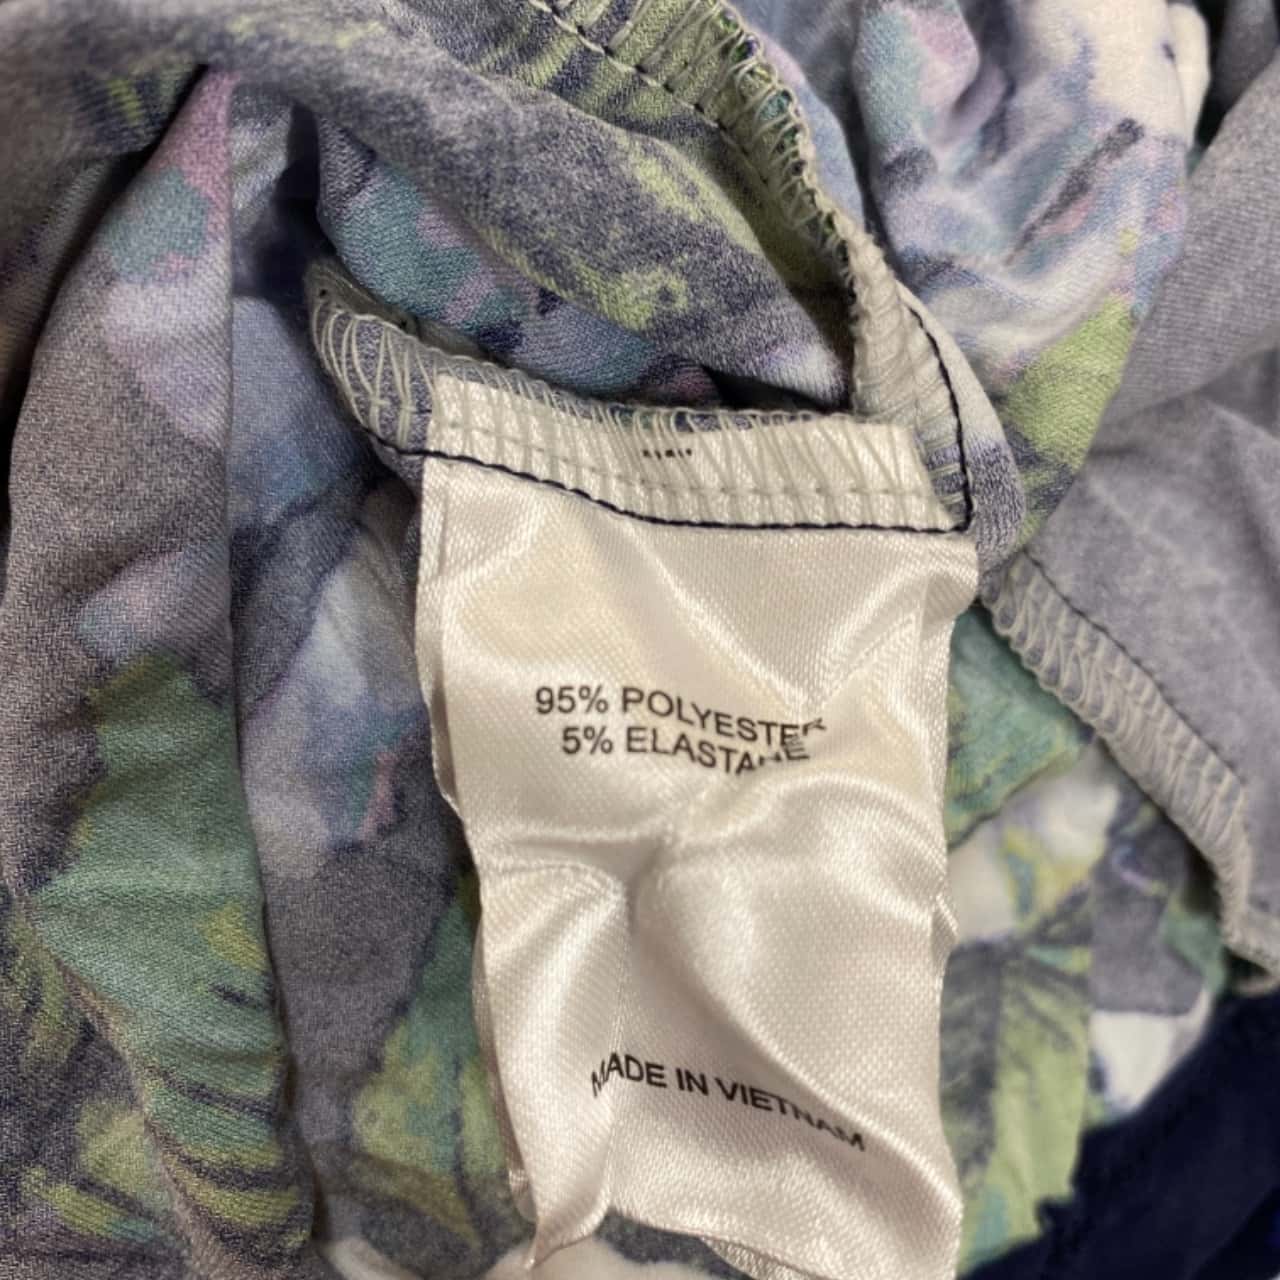 95% POLYESTER
5% ELASTANE
MADE IN VIETNAM